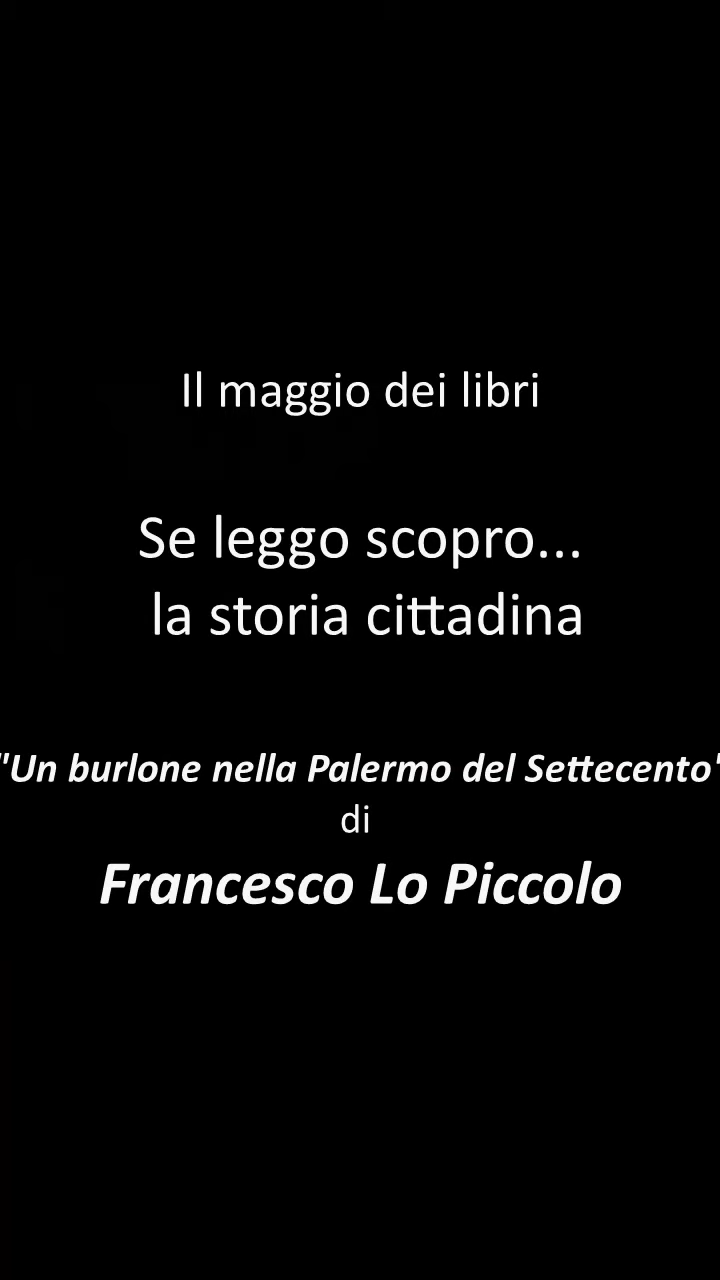 Il maggio dei libri
Se leggo scopro...
la storia cittadina
"Un burlone nella Palermo del Settecento"
di
Francesco Lo Piccolo